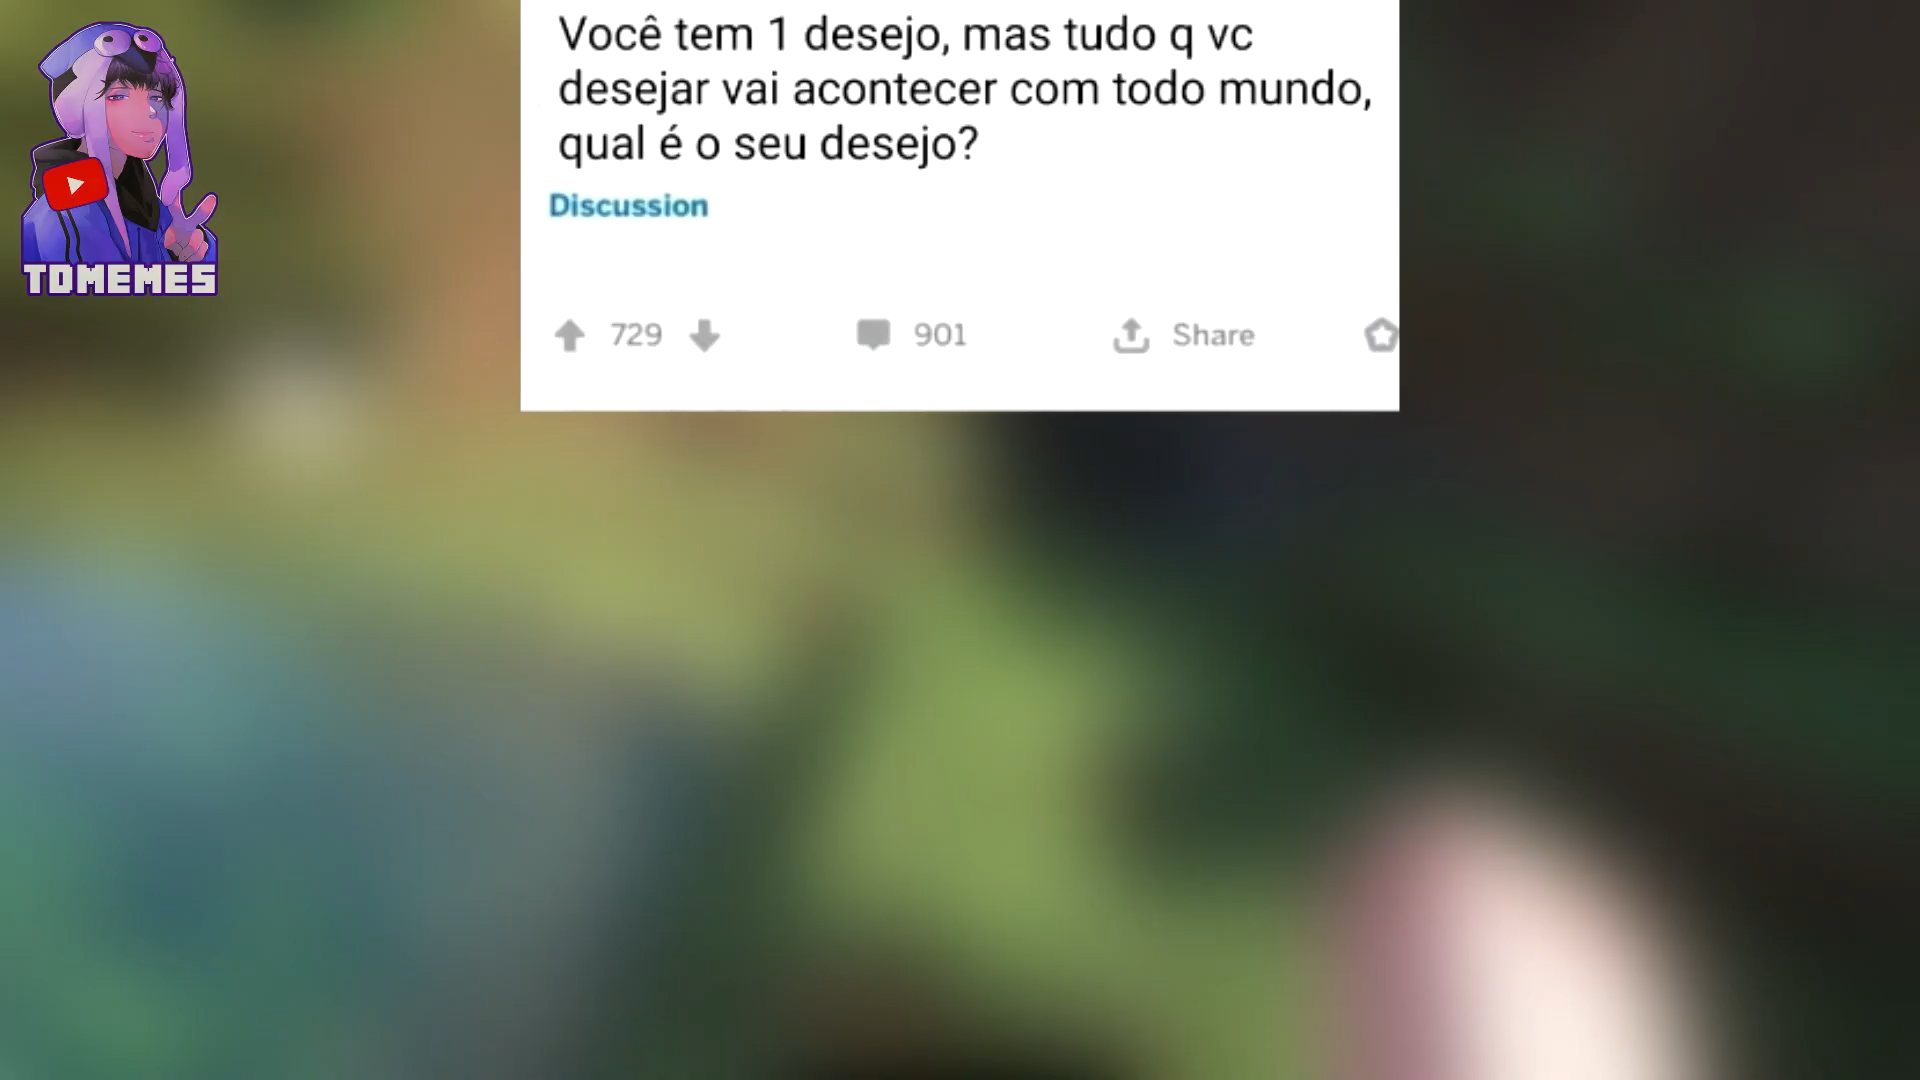 Você tem 1 desejo, mas tudo q vc
desejar vai acontecer com todo mundo,
qual é o seu desejo?
Discussion
729
901
Share
TDMEMES